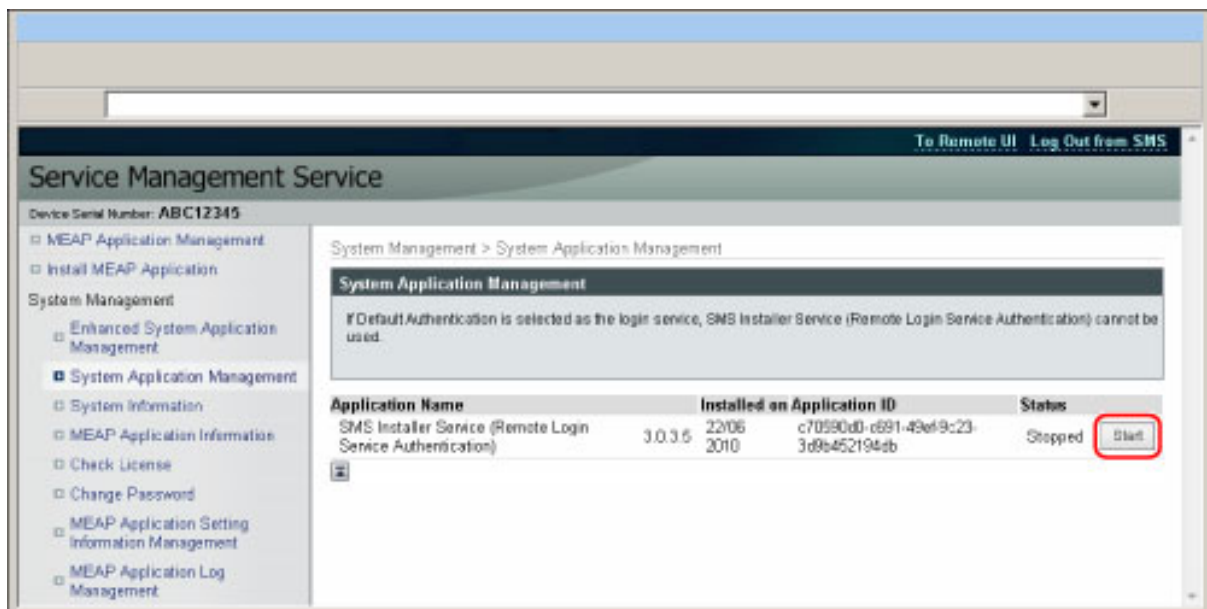 To Remote UI Log Out from SMS
Service Management Service
Device Serial Number: ABC12345
MEAP Application Management
Install MEAP Application
System Management
Enhanced System Application
Management
System Application Management
System Information
MEAP Application Information
Check License
Change Password
MEAP Application Setting
Information Management
MEAP Application Log
Management
System Management > System Application Management
System Application Management
If Default Authentication is selected as the login service, SMS Installer Service (Remote Login Service Authentication) cannot be
used.
Application Name Installed on Application ID Status
SMS Installer Service (Remote Login 3.0.3.5 22/06 c70590d0-c691-49ef-9c23- Stopped Start
Service Authentication) 2010 3d9b452194db